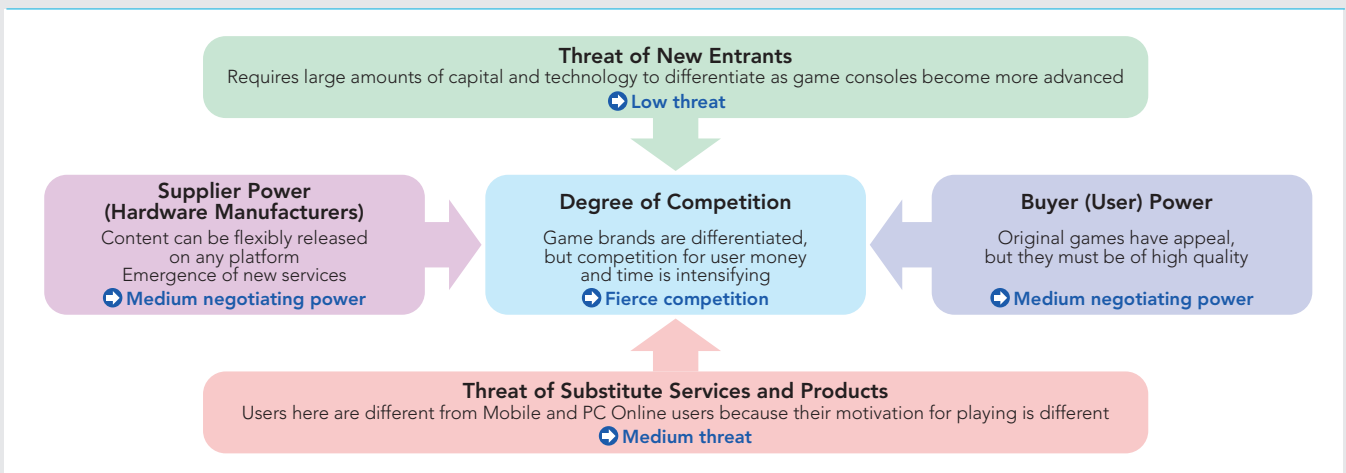 Threat of New Entrants
Requires large amounts of capital and technology to differentiate as game consoles become more advanced
Low threat
Supplier Power
(Hardware Manufacturers)
Content can be flexibly released
on any platform
Emergence of new services
Medium negotiating power
Degree of Competition
Game brands are differentiated,
but competition for user money
and time is intensifying
Fierce competition
Buyer (User) Power
Original games have appeal,
but they must be of high quality
Medium negotiating power
Threat of Substitute Services and Products
Users here are different from Mobile and PC Online users because their motivation for playing is different
Medium threat